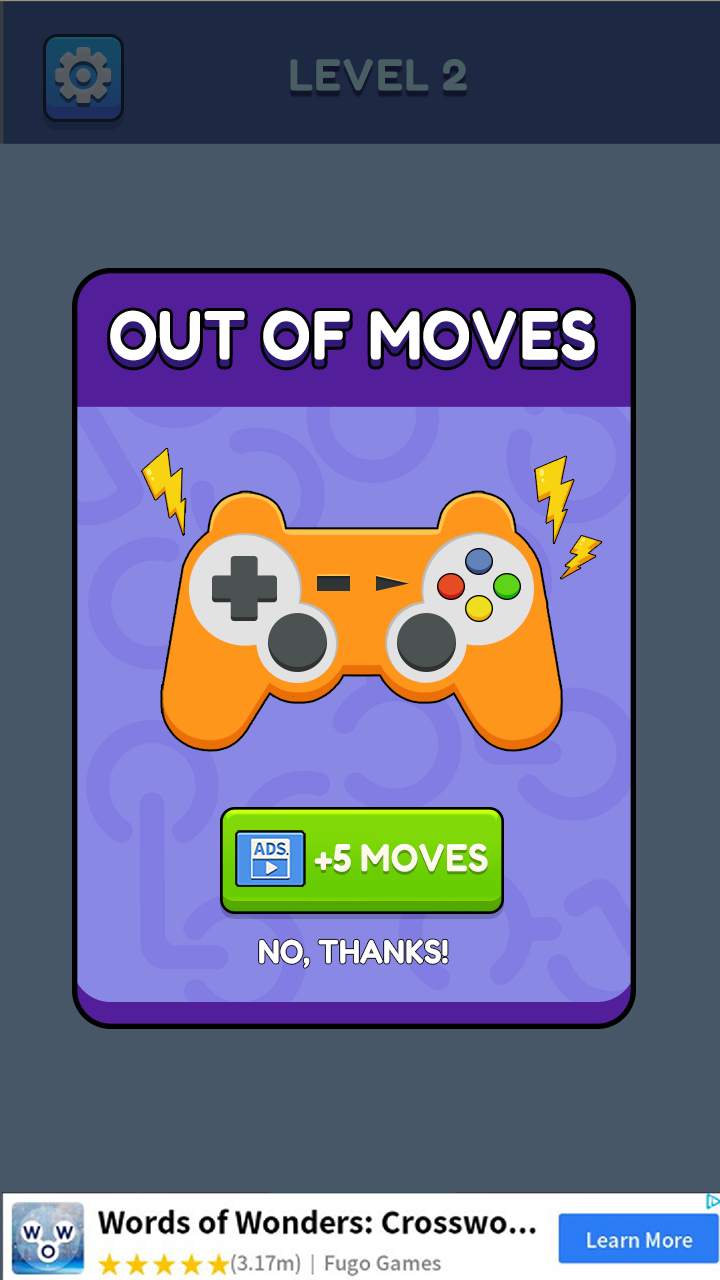 LEVEL 2
OUT OF MOVES
ADS.
+5 MOVES
NO, THANKS!
W W
O
Words of Wonders: Crosswo...
(3.17m) | Fugo Games
Learn More